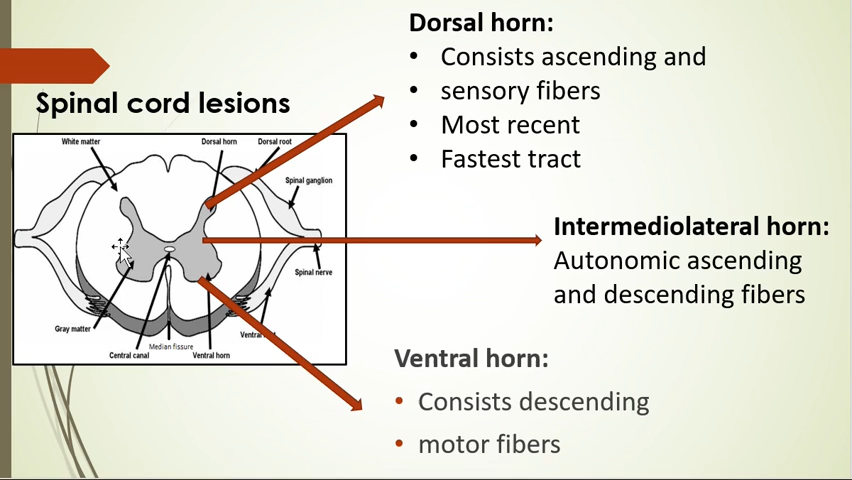 Dorsal horn:
• Consists ascending and
• sensory fibers
• Most recent
• Fastest tract
Spinal cord lesions
White matter
Dorsal horn
Dorsal root
Spinal ganglion
Spinal nerve
Gray matter
Central canal
Median fissure
Ventral horn
Intermediolateral horn:
Autonomic ascending
and descending fibers
Ventral horn:
• Consists descending
• motor fibers